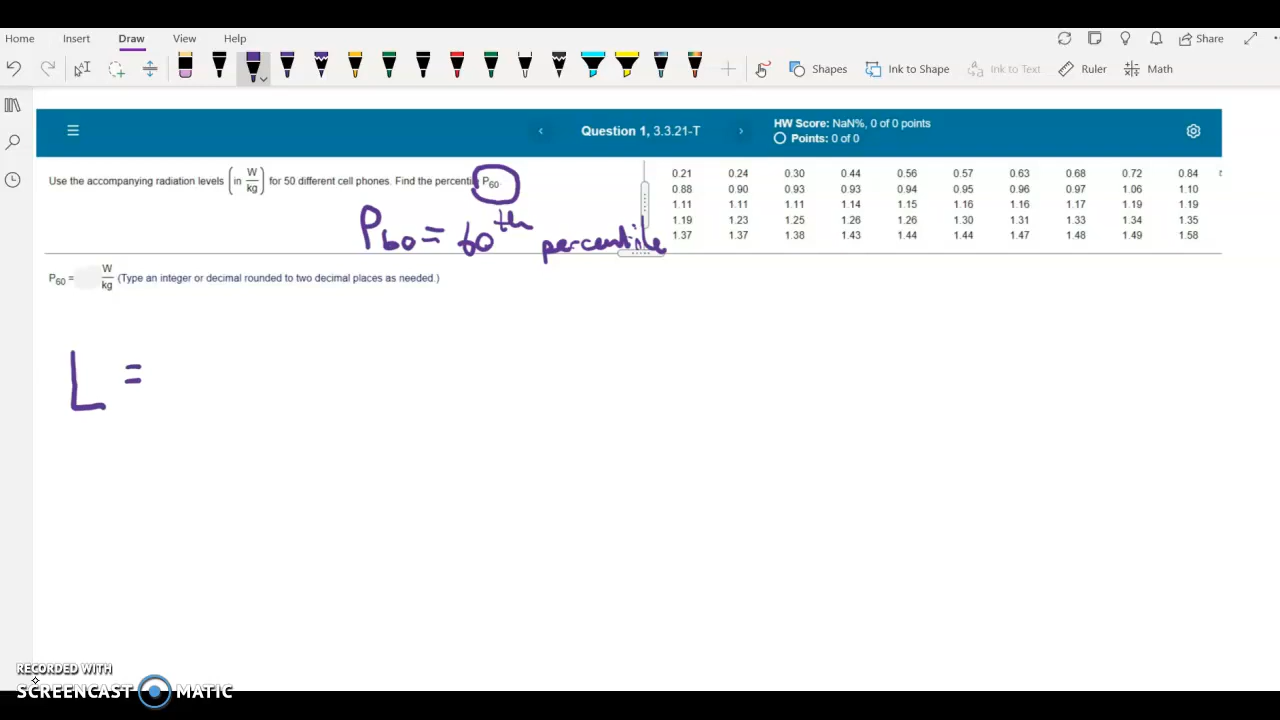 Home Insert Draw View Help
Share
Shapes Ink to Shape Ink to Text Ruler Math
Question 1, 3.3.21-T
HW Score: NaN%, 0 of 0 points
Points: 0 of 0
Use the accompanying radiation levels (in W/kg) for 50 different cell phones. Find the percenti P60.
P60 = 60th percentile
0.21 0.24 0.30 0.44 0.56 0.57 0.63 0.68 0.72 0.84
0.88 0.90 0.93 0.93 0.94 0.95 0.96 0.97 1.06 1.10
1.11 1.11 1.11 1.14 1.15 1.16 1.16 1.17 1.19 1.19
1.19 1.23 1.25 1.26 1.26 1.30 1.31 1.33 1.34 1.35
1.37 1.37 1.38 1.43 1.44 1.44 1.47 1.48 1.49 1.58
P60 = W/kg (Type an integer or decimal rounded to two decimal places as needed.)
L =
RECORDED WITH
SCREENCAST MATIC